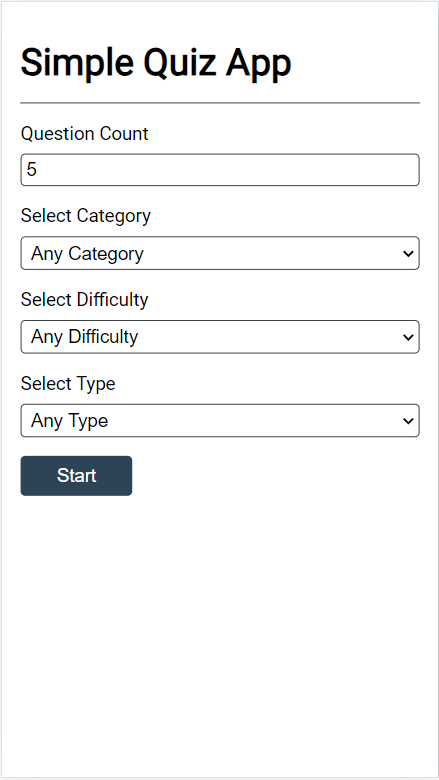 Simple Quiz App
Question Count
5
Select Category
Any Category
Select Difficulty
Any Difficulty
Select Type
Any Type
Start